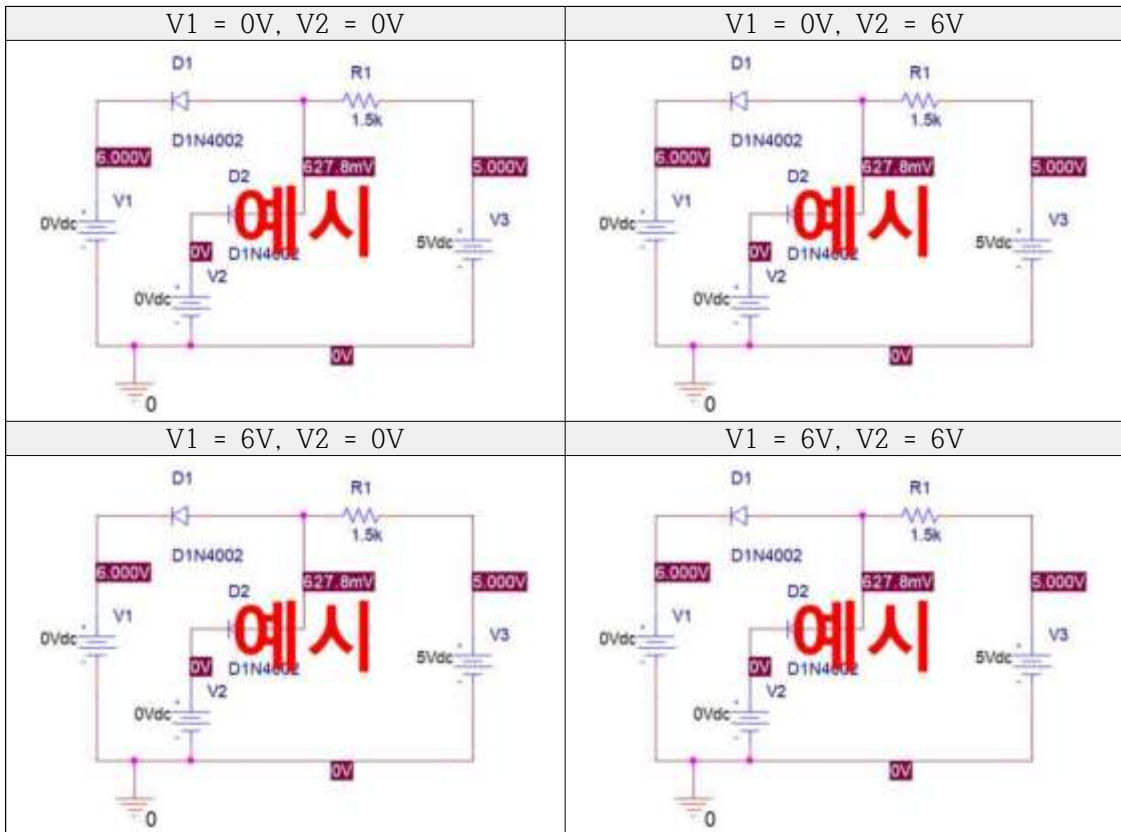 V1 = 0V, V2 = 0V
D1
R1
1.5k
D1N4002
6.000V
627.8mV
5.000V
D2
예시
V1
0Vdc
V3
5Vdc
0V
D1N4002
V2
0Vdc
0V
0
V1 = 0V, V2 = 6V
D1
R1
1.5k
D1N4002
6.000V
627.8mV
5.000V
D2
예시
V1
0Vdc
V3
5Vdc
0V
D1N4002
V2
0Vdc
0V
0
V1 = 6V, V2 = 0V
D1
R1
1.5k
D1N4002
6.000V
627.8mV
5.000V
D2
예시
V1
0Vdc
V3
5Vdc
0V
D1N4002
V2
0Vdc
0V
0
V1 = 6V, V2 = 6V
D1
R1
1.5k
D1N4002
6.000V
627.8mV
5.000V
D2
예시
V1
0Vdc
V3
5Vdc
0V
D1N4002
V2
0Vdc
0V
0